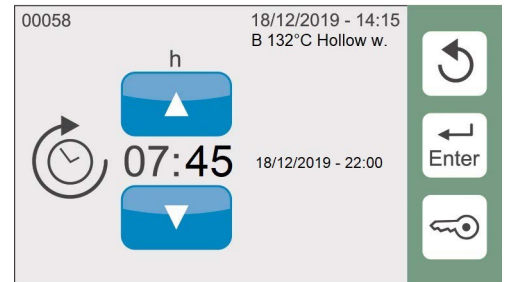 00058
18/12/2019 - 14:15
B 132°C Hollow w.
h
07:45
18/12/2019 - 22:00
Enter